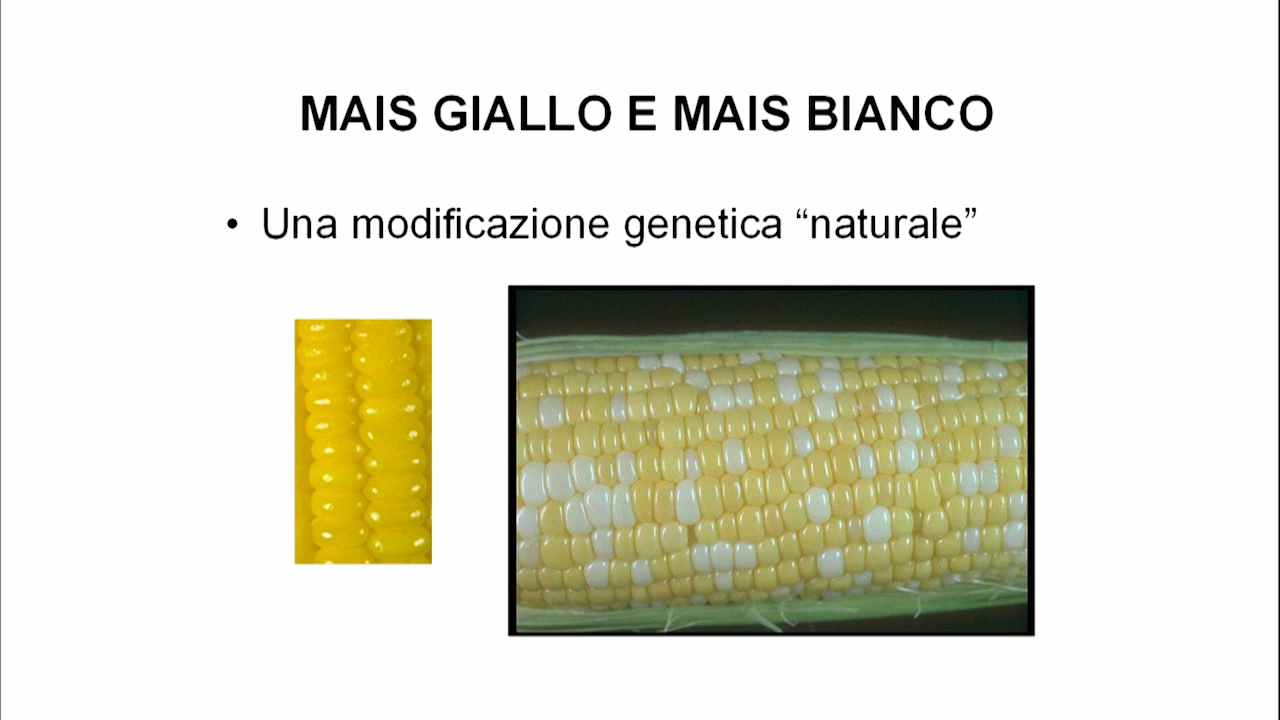 MAIS GIALLO E MAIS BIANCO
• Una modificazione genetica “naturale”